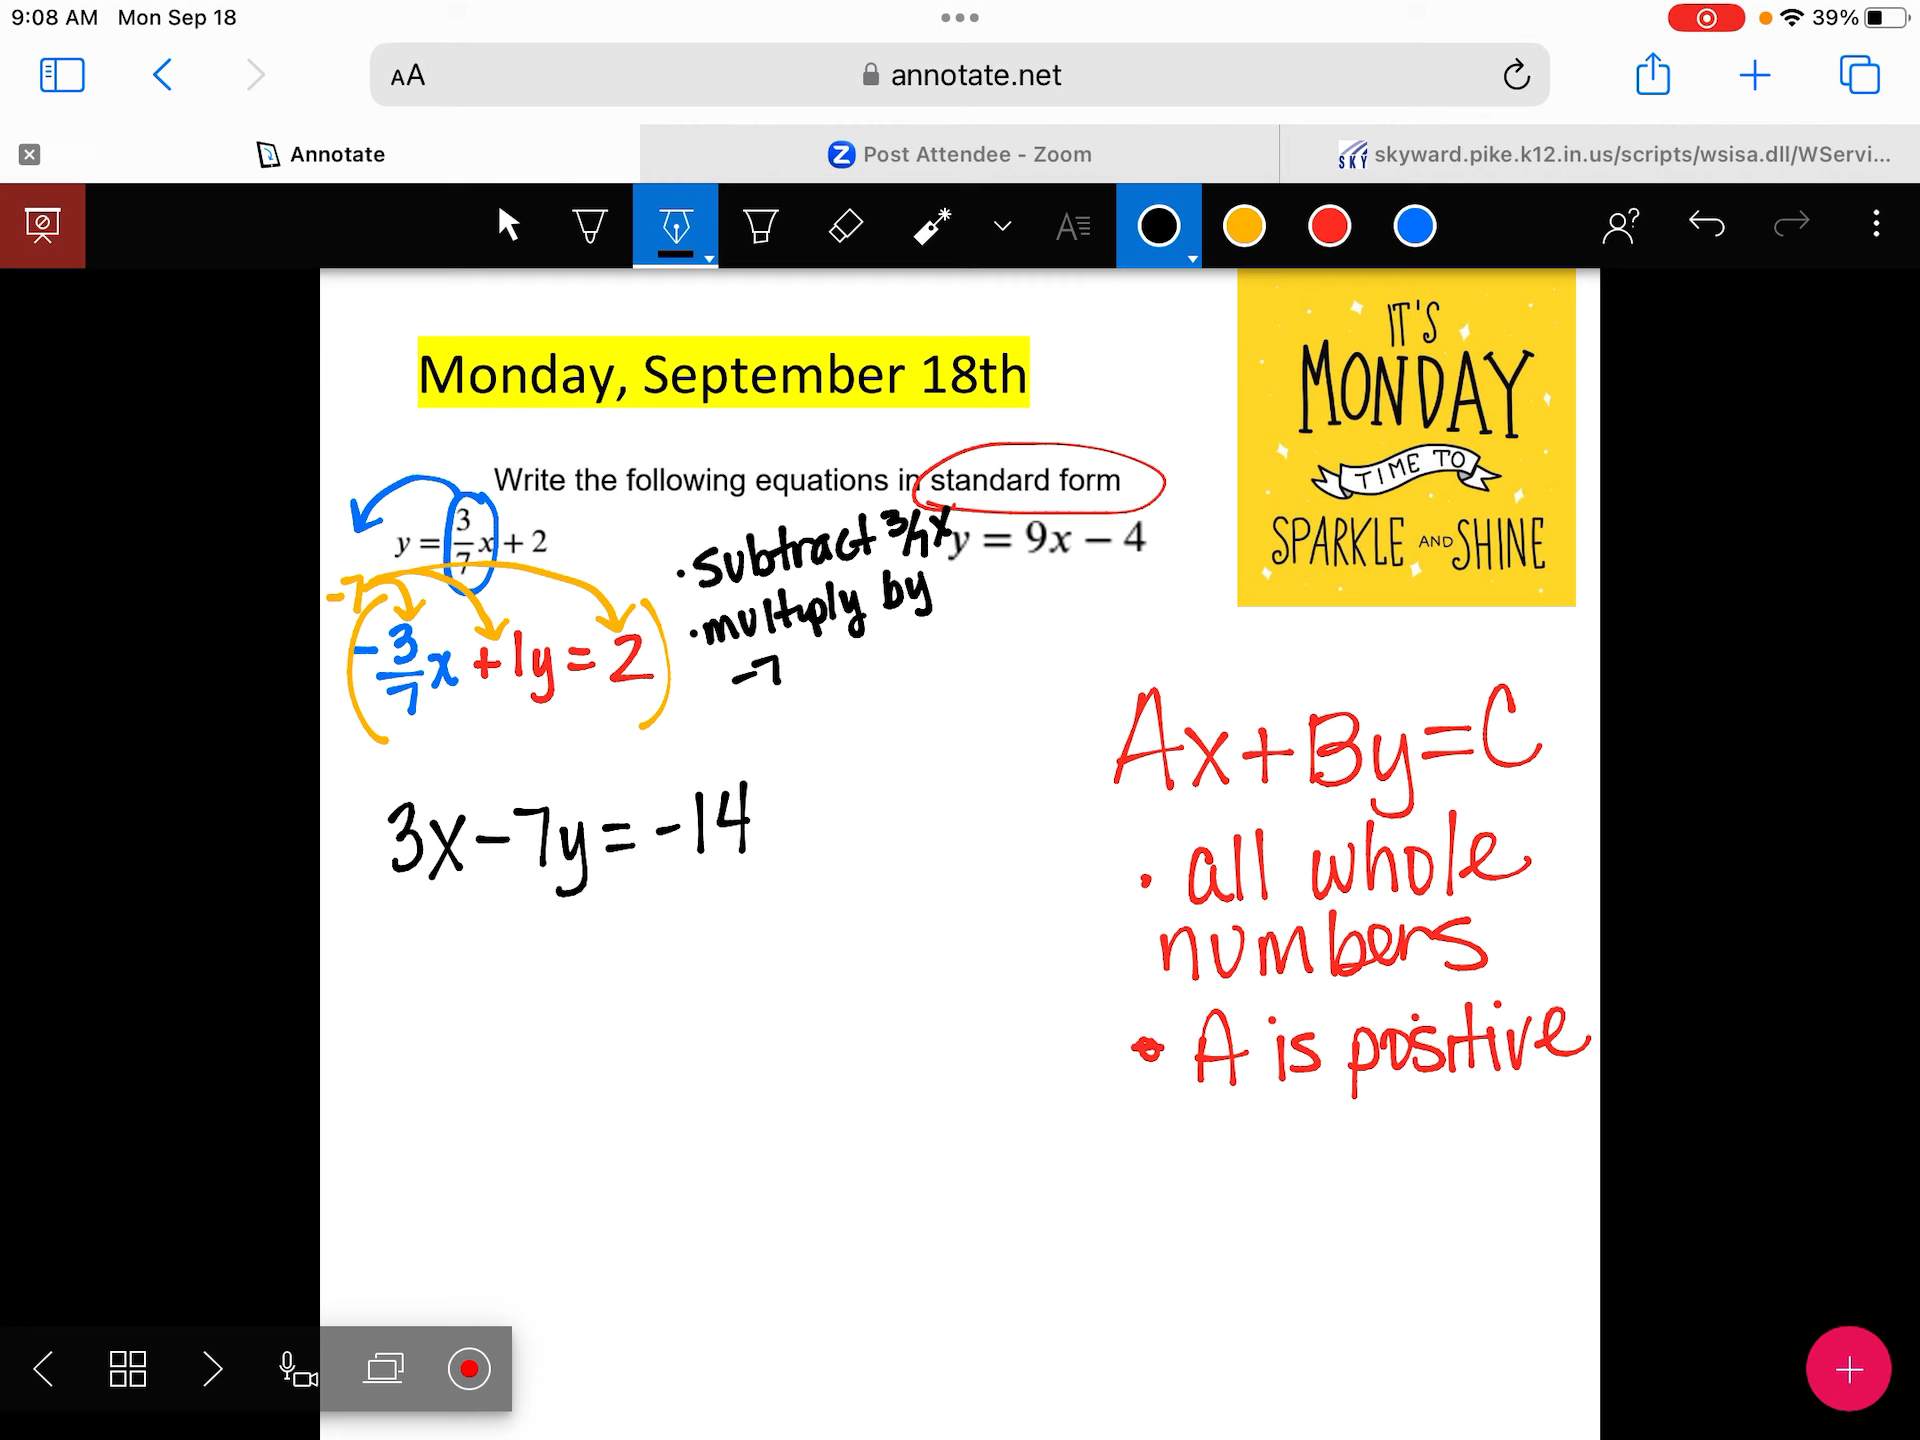 9:08 AM Mon Sep 18
39%
AA
annotate.net
Annotate
Post Attendee - Zoom
SKY
skyward.pike.k12.in.us/scripts/wsisa.dll/WServi...
Monday, September 18th
IT'S
MONDAY
TIME TO
SPARKLE AND SHINE
Write the following equations in standard form
y = 3/7 x + 2
· subtract 3/7x
· multiply by
-7
y = 9x − 4
-7
-3/7x +1y = 2
3x-7y=-14
Ax+By=C
· all whole
numbers
• A is positive